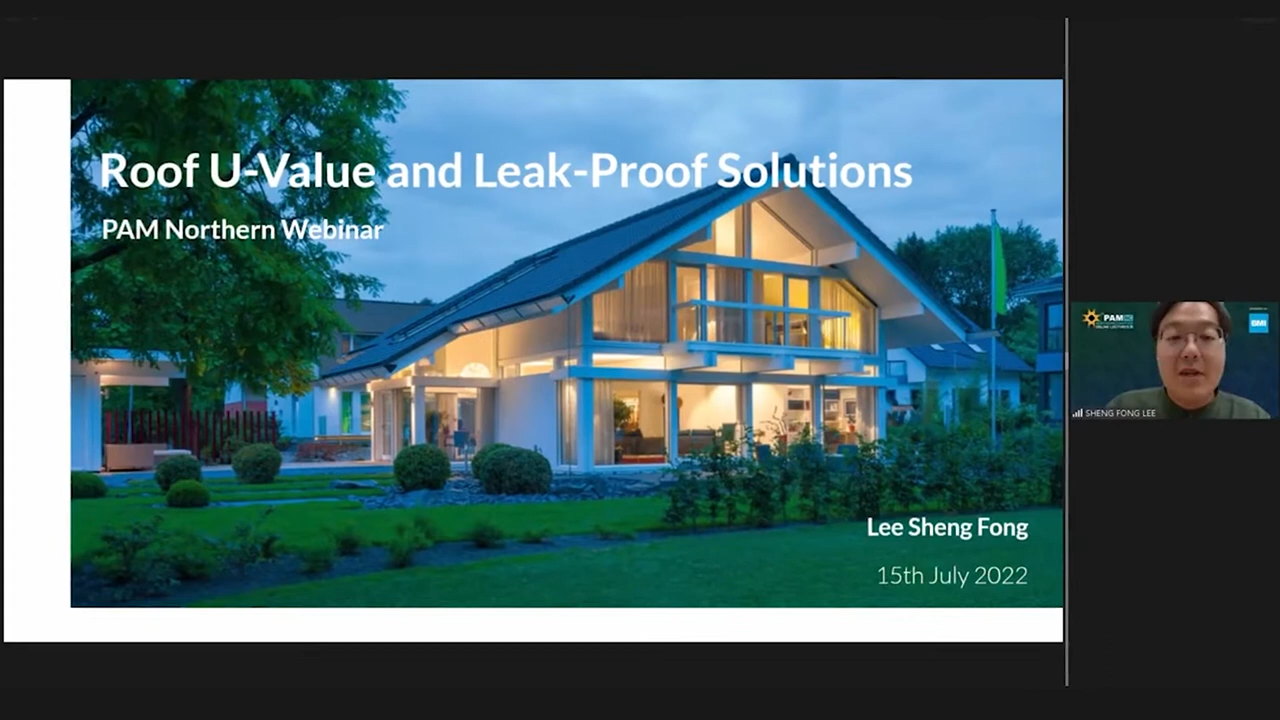 Roof U-Value and Leak-Proof Solutions
PAM Northern Webinar
Lee Sheng Fong
15th July 2022
PAM
BMI
SHENG FONG LEE